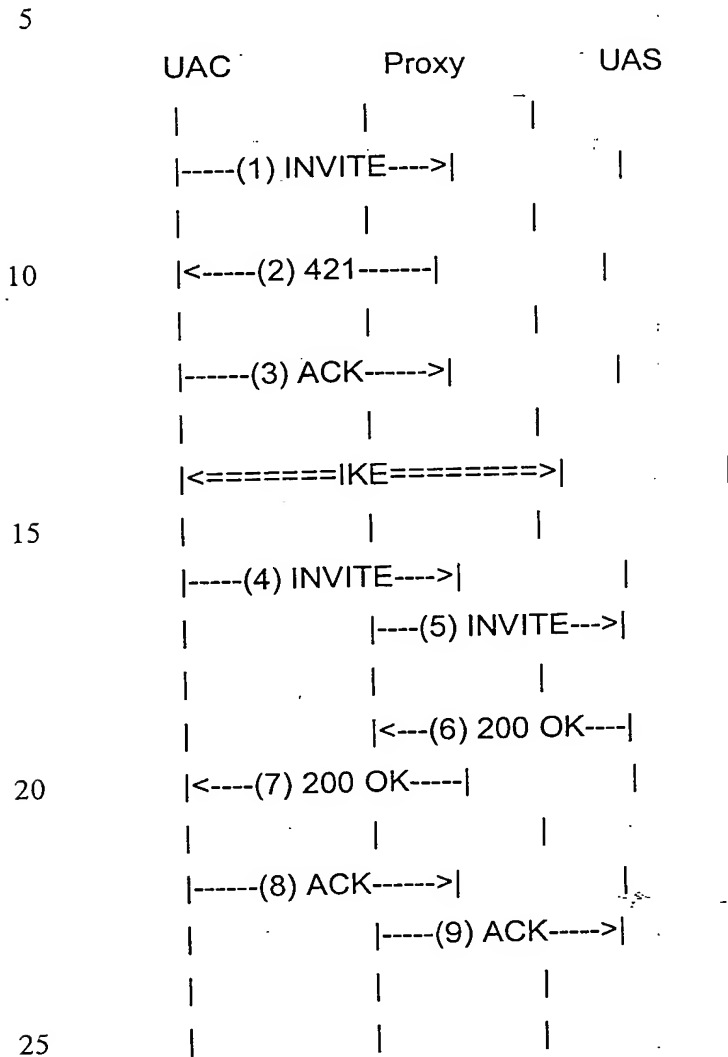 5
UAC Proxy UAS
| | |
|-----(1) INVITE---->| |
| | |
10 |<-----(2) 421-------| |
| | |
|------(3) ACK------>| |
| | |
|<=======IKE========>|
15 | | |
|-----(4) INVITE---->| |
| |----(5) INVITE--->|
| | |
| |<---(6) 200 OK----|
20 |<----(7) 200 OK-----| |
| | |
|------(8) ACK------>| |
| |-----(9) ACK----->|
| | |
25 | | |